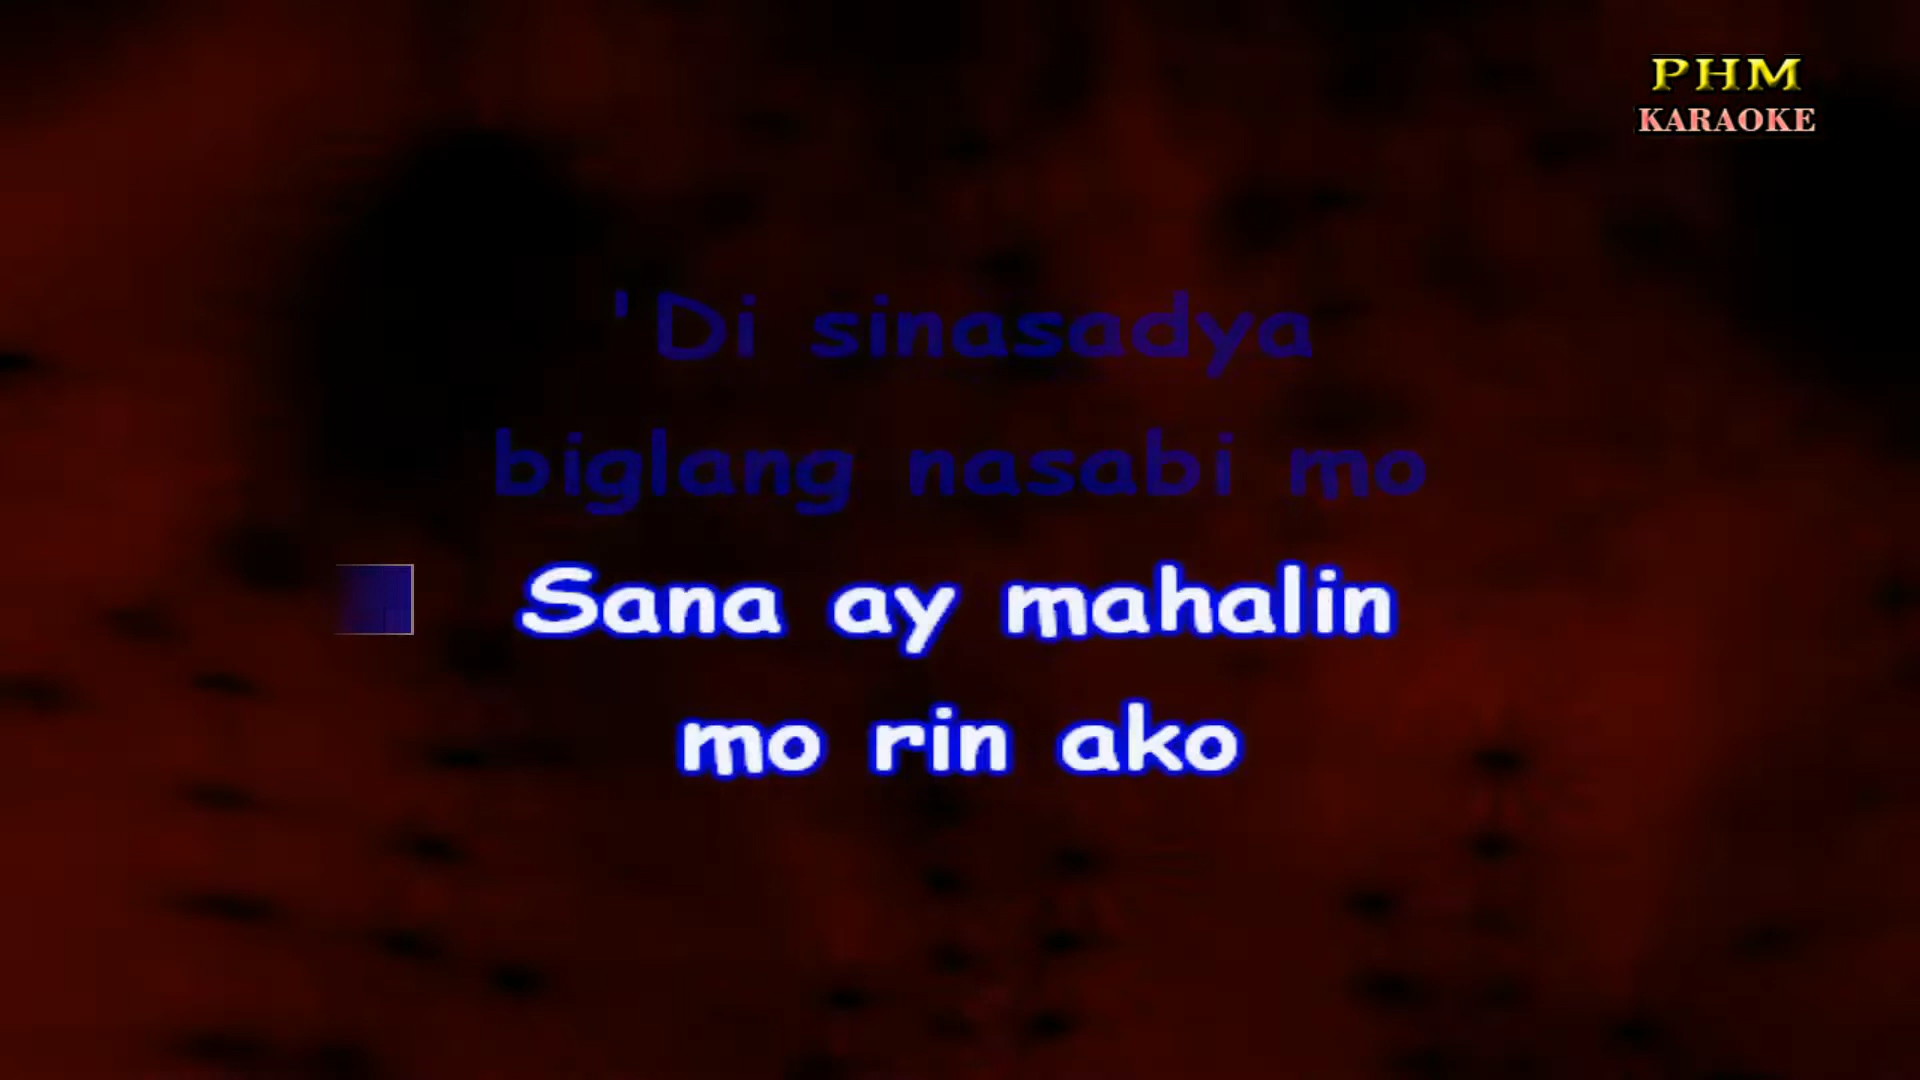 PHM
KARAOKE
'Di sinasadya
biglang nasabi mo
Sana ay mahalin
mo rin ako